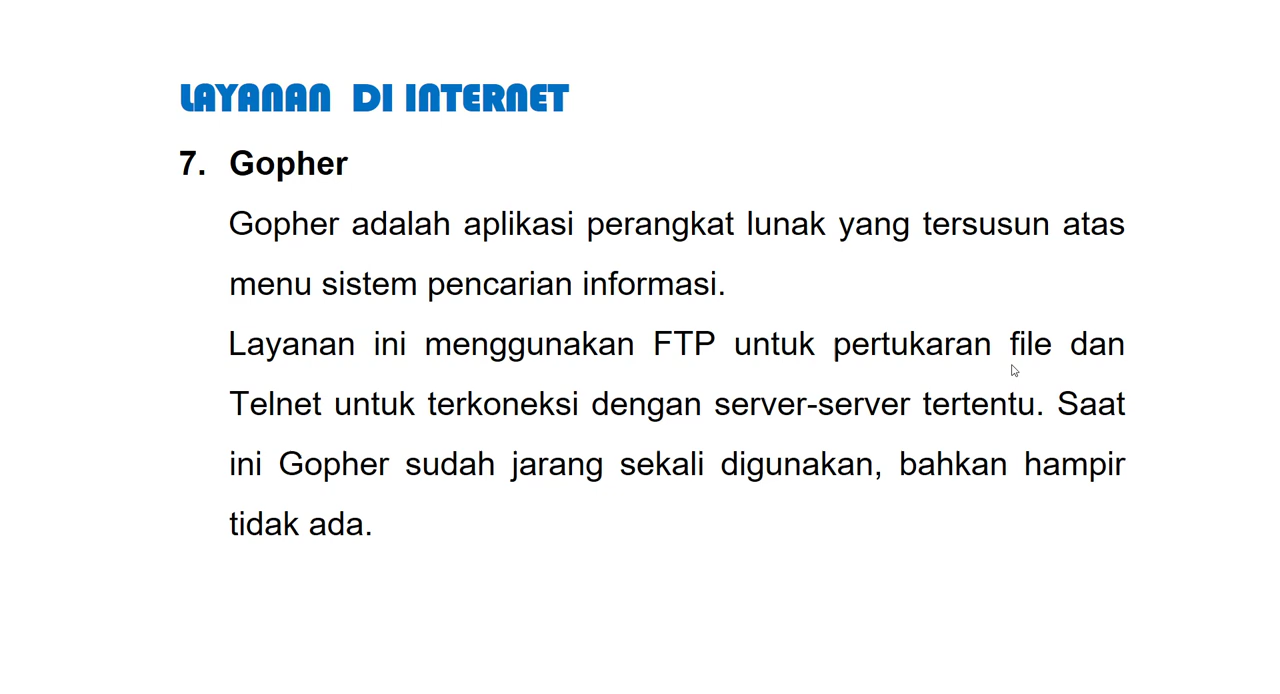 LAYANAN DI INTERNET
7. Gopher
Gopher adalah aplikasi perangkat lunak yang tersusun atas
menu sistem pencarian informasi.
Layanan ini menggunakan FTP untuk pertukaran file dan
Telnet untuk terkoneksi dengan server-server tertentu. Saat
ini Gopher sudah jarang sekali digunakan, bahkan hampir
tidak ada.